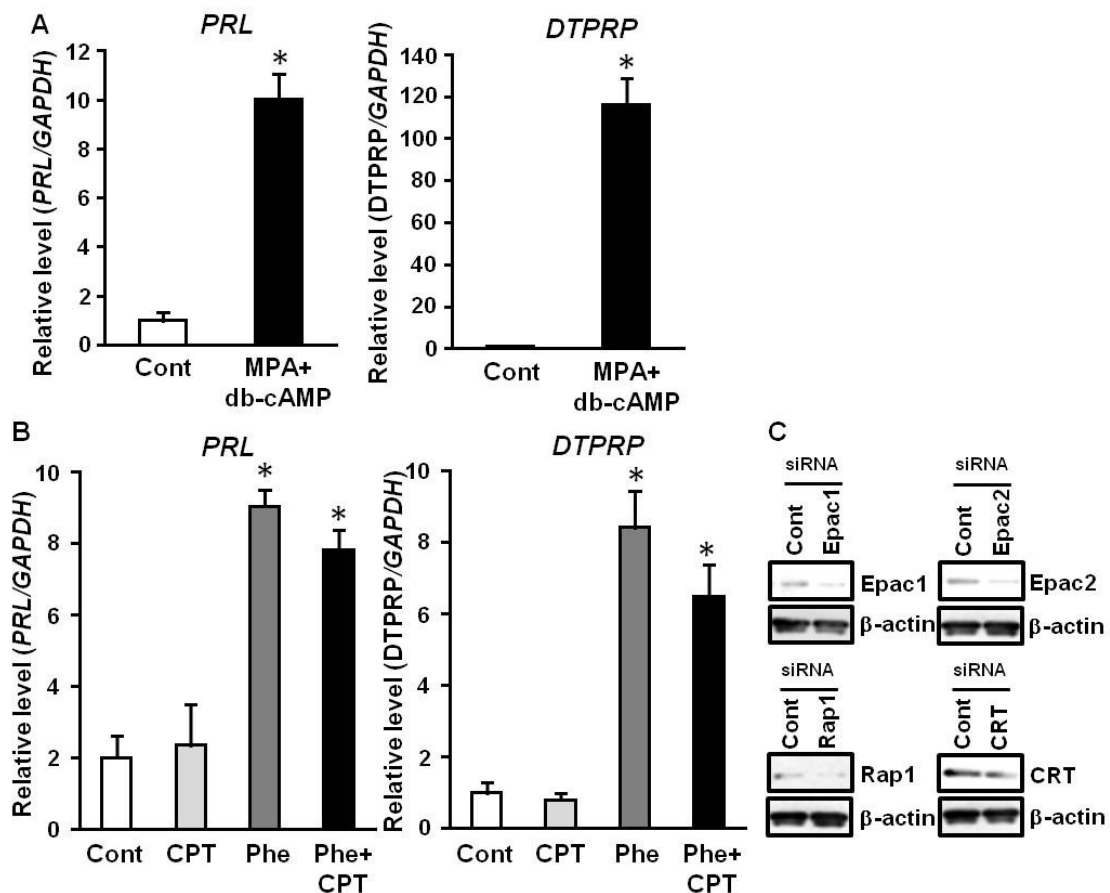 A
PRL
Relative level (PRL/GAPDH)
12
10
8
6
4
2
0
*
Cont
MPA+
db-cAMP
DTPRP
Relative level (DTPRP/GAPDH)
140
120
100
80
60
40
20
0
*
Cont
MPA+
db-cAMP
B
PRL
Relative level (PRL/GAPDH)
10
8
6
4
2
0
*
*
Cont
CPT
Phe
Phe+
CPT
DTPRP
Relative level (DTPRP/GAPDH)
10
8
6
4
2
0
*
*
Cont
CPT
Phe
Phe+
CPT
C
siRNA
Cont
Epac1
Epac1
β-actin
siRNA
Cont
Epac2
Epac2
β-actin
siRNA
Cont
Rap1
Rap1
β-actin
siRNA
Cont
CRT
CRT
β-actin